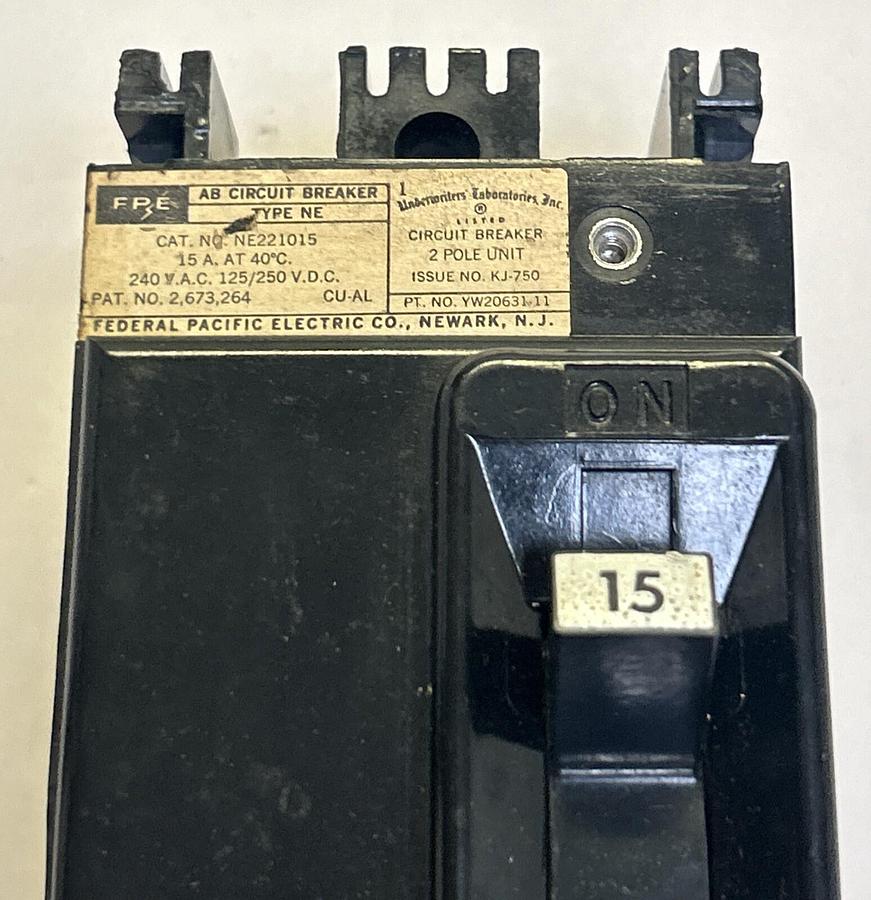 FPE
AB CIRCUIT BREAKER
TYPE NE
CAT. NO. NE221015
15 A. AT 40°C.
240 V.A.C. 125/250 V.D.C.
PAT. NO. 2,673,264 CU-AL
1
Underwriters' Laboratories, Inc.
®
LISTED
CIRCUIT BREAKER
2 POLE UNIT
ISSUE NO. KJ-750
PT. NO. YW20631-11
FEDERAL PACIFIC ELECTRIC CO., NEWARK, N. J.
ON
15